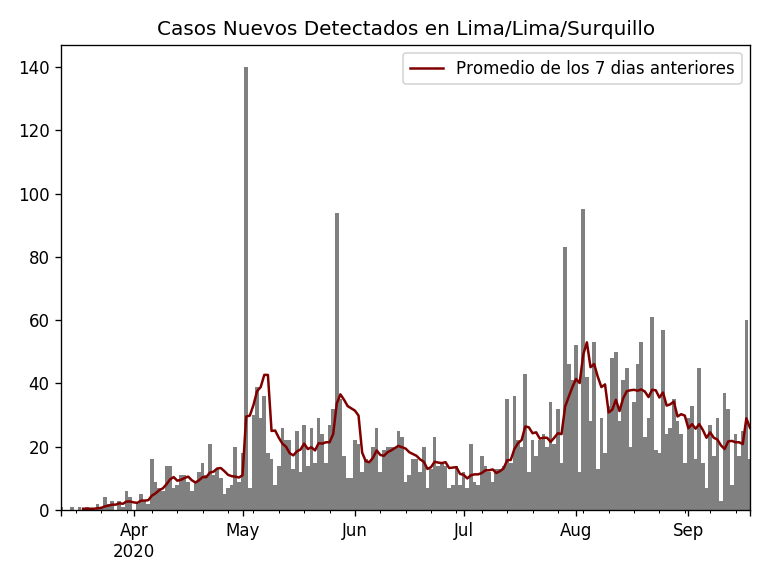 Casos Nuevos Detectados en Lima/Lima/Surquillo
Promedio de los 7 dias anteriores
140
120
100
80
60
40
20
0
Apr
2020
May
Jun
Jul
Aug
Sep